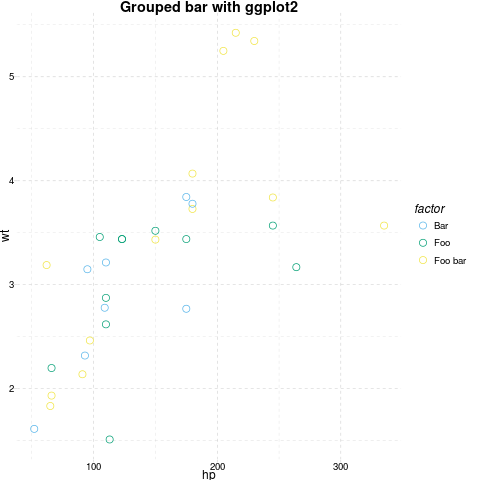 Grouped bar with ggplot2
5
4
3
2
wt
100
200
300
hp
factor
Bar
Foo
Foo bar